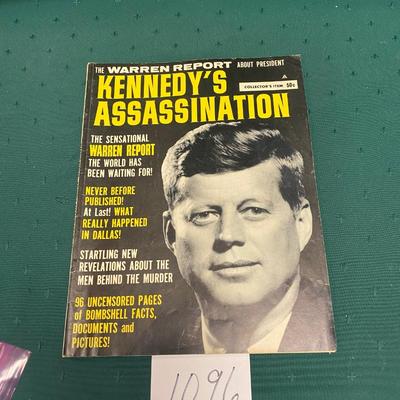 THE WARREN REPORT ABOUT PRESIDENT
KENNEDY'S
COLLECTOR'S ITEM 50¢
ASSASSINATION
THE SENSATIONAL
WARREN REPORT
THE WORLD HAS
BEEN WAITING FOR!
NEVER BEFORE
PUBLISHED!
At Last! WHAT
REALLY HAPPENED
IN DALLAS!
STARTLING NEW
REVELATIONS ABOUT THE
MEN BEHIND THE MURDER
96 UNCENSORED PAGES
of BOMBSHELL FACTS,
DOCUMENTS and
PICTURES!
1096